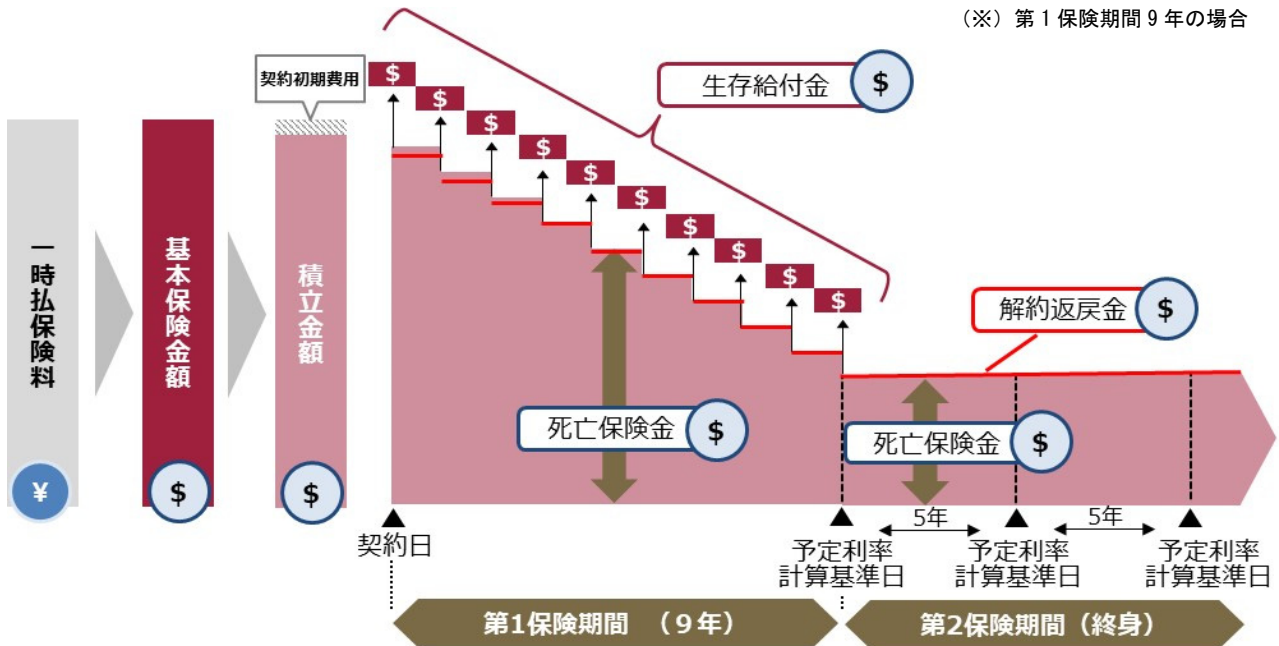 （※）第１保険期間９年の場合
契約初期費用
生存給付金 $
$
$
$
$
$
$
$
$
$
$
一時払保険料
¥
基本保険金額
$
積立金額
$
解約返戻金 $
死亡保険金 $
死亡保険金 $
5年
5年
契約日
予定利率
計算基準日
予定利率
計算基準日
予定利率
計算基準日
第1保険期間 （９年）
第2保険期間（終身）